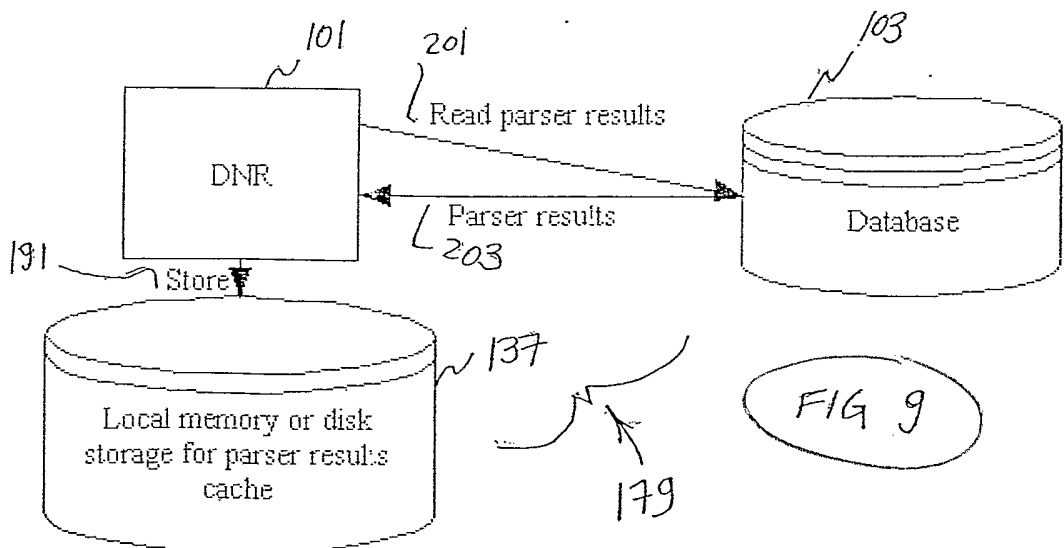 101
201
103
Read parser results
DNR
Parser results
203
Database
191
Store
137
Local memory or disk
storage for parser results
cache
179
FIG 9